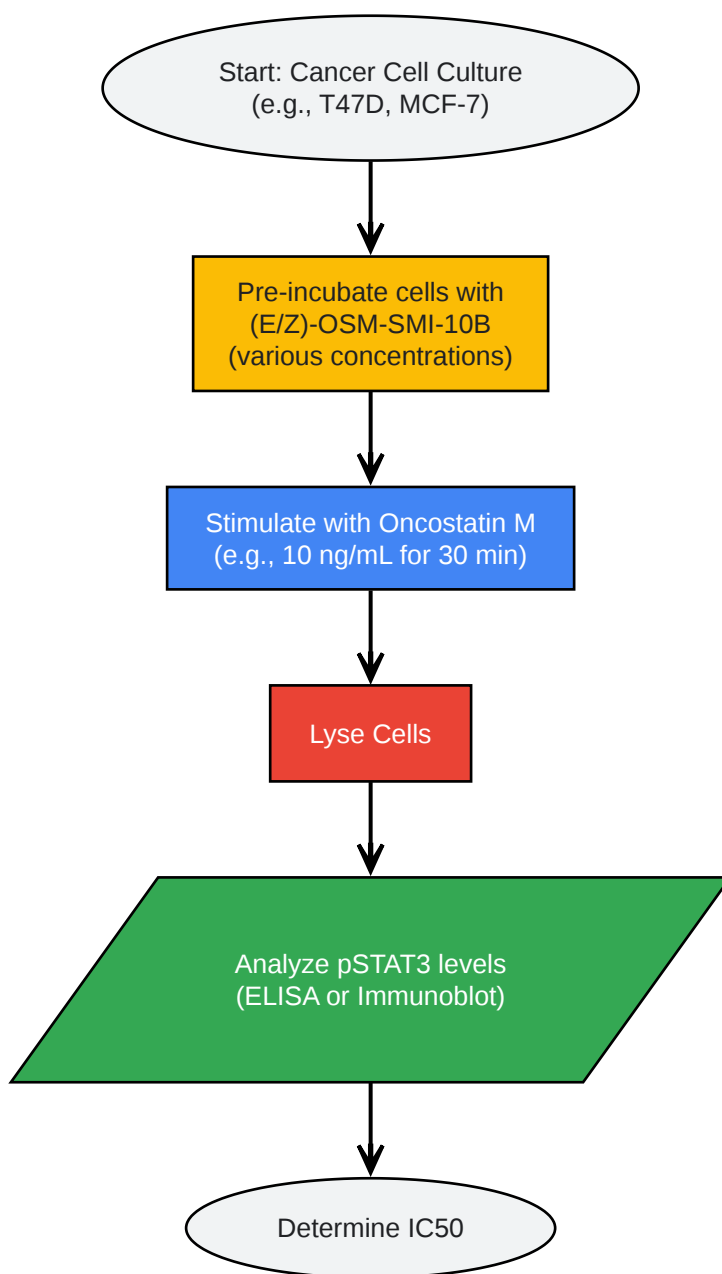 Start: Cancer Cell Culture
(e.g., T47D, MCF-7)
Pre-incubate cells with
(E/Z)-OSM-SMI-10B
(various concentrations)
Stimulate with Oncostatin M
(e.g., 10 ng/mL for 30 min)
Lyse Cells
Analyze pSTAT3 levels
(ELISA or Immunoblot)
Determine IC50